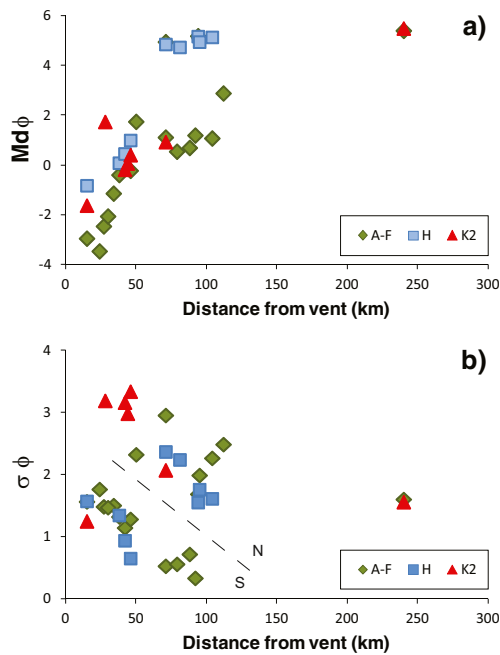 a)
6
4
2
0
-2
-4
Mdϕ
A-F H K2
0 50 100 150 200 250 300
Distance from vent (km)
b)
4
3
2
1
0
σ ϕ
N
S
A-F H K2
0 50 100 150 200 250 300
Distance from vent (km)